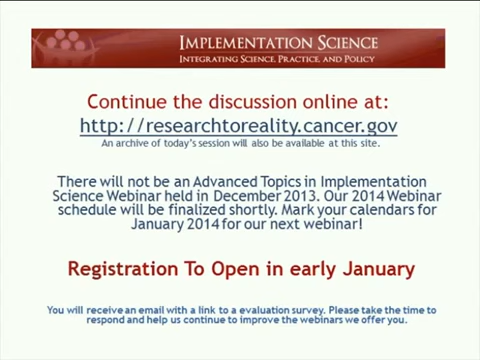 IMPLEMENTATION SCIENCE
INTEGRATING SCIENCE, PRACTICE, AND POLICY
Continue the discussion online at:
http://researchtoreality.cancer.gov
An archive of today's session will also be available at this site.
There will not be an Advanced Topics in Implementation
Science Webinar held in December 2013. Our 2014 Webinar
schedule will be finalized shortly. Mark your calendars for
January 2014 for our next webinar!
Registration To Open in early January
You will receive an email with a link to a evaluation survey. Please take the time to
respond and help us continue to improve the webinars we offer you.